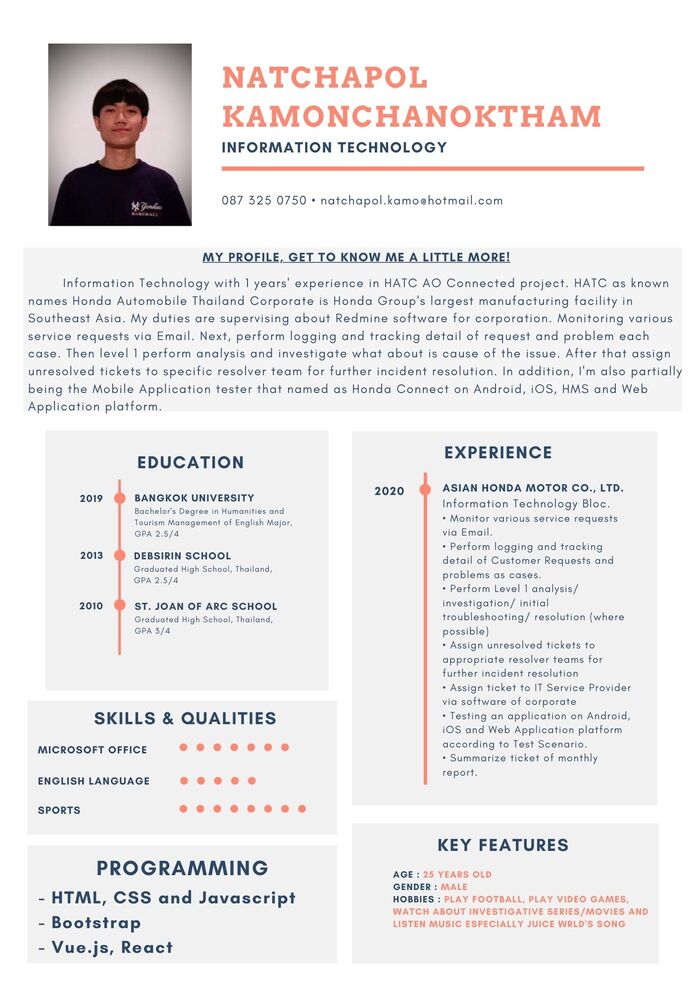 NATCHAPOL
KAMONCHANOKTHAM
INFORMATION TECHNOLOGY
087 325 0750 • natchapol.kamo@hotmail.com
MY PROFILE, GET TO KNOW ME A LITTLE MORE!
Information Technology with 1 years' experience in HATC AO Connected project. HATC as known
names Honda Automobile Thailand Corporate is Honda Group's largest manufacturing facility in
Southeast Asia. My duties are supervising about Redmine software for corporation. Monitoring various
service requests via Email. Next, perform logging and tracking detail of request and problem each
case. Then level 1 perform analysis and investigate what about is cause of the issue. After that assign
unresolved tickets to specific resolver team for further incident resolution. In addition, I'm also partially
being the Mobile Application tester that named as Honda Connect on Android, iOS, HMS and Web
Application platform.
EDUCATION
2019 BANGKOK UNIVERSITY
Bachelor's Degree in Humanities and
Tourism Management of English Major,
GPA 2.5/4
2013 DEBSIRIN SCHOOL
Graduated High School, Thailand,
GPA 2.5/4
2010 ST. JOAN OF ARC SCHOOL
Graduated High School, Thailand,
GPA 3/4
SKILLS & QUALITIES
MICROSOFT OFFICE
ENGLISH LANGUAGE
SPORTS
PROGRAMMING
- HTML, CSS and Javascript
- Bootstrap
- Vue.js, React
EXPERIENCE
2020 ASIAN HONDA MOTOR CO., LTD.
Information Technology Bloc.
• Monitor various service requests
via Email.
• Perform logging and tracking
detail of Customer Requests and
problems as cases.
• Perform Level 1 analysis/
investigation/ initial
troubleshooting/ resolution (where
possible)
• Assign unresolved tickets to
appropriate resolver teams for
further incident resolution
• Assign ticket to IT Service Provider
via software of corporate
• Testing an application on Android,
iOS and Web Application platform
according to Test Scenario.
• Summarize ticket of monthly
report.
KEY FEATURES
AGE : 25 YEARS OLD
GENDER : MALE
HOBBIES : PLAY FOOTBALL, PLAY VIDEO GAMES,
WATCH ABOUT INVESTIGATIVE SERIES/MOVIES AND
LISTEN MUSIC ESPECIALLY JUICE WRLD'S SONG